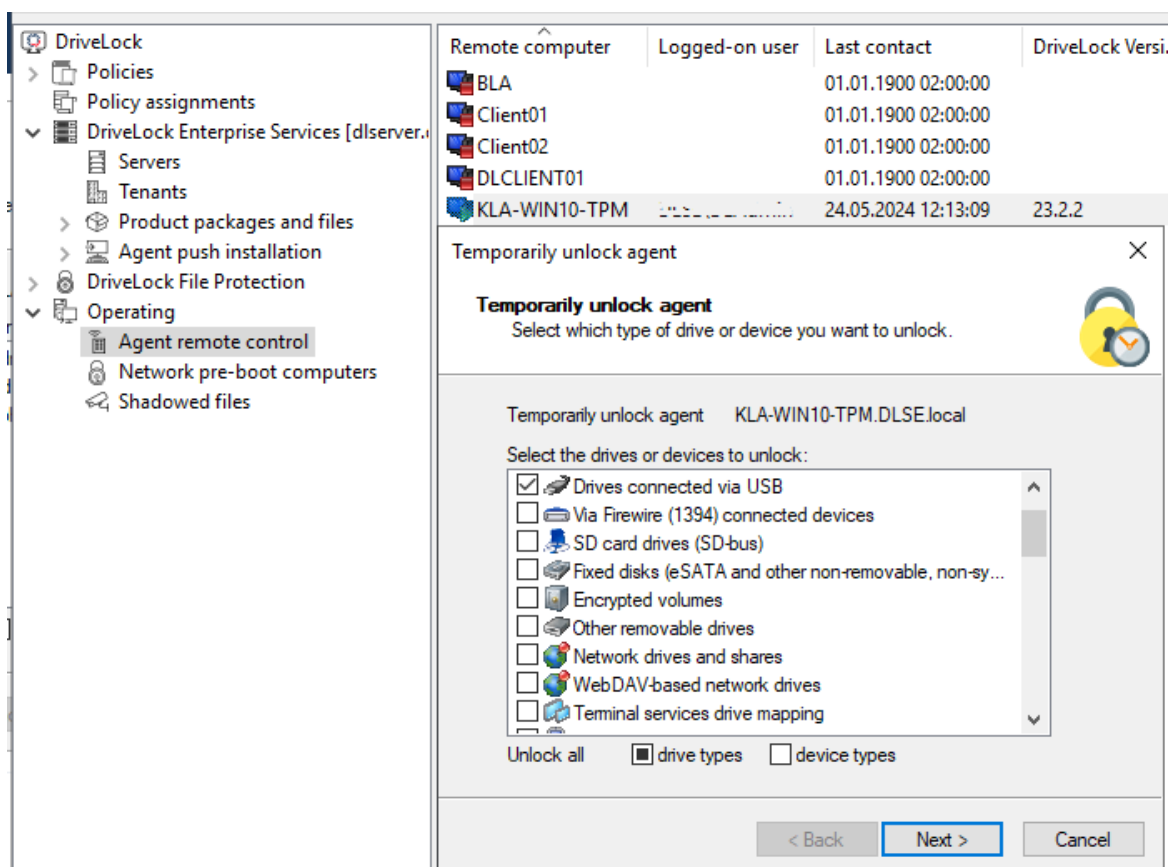 DriveLock
Policies
Policy assignments
DriveLock Enterprise Services [dlserver.
Servers
Tenants
Product packages and files
Agent push installation
DriveLock File Protection
Operating
Agent remote control
Network pre-boot computers
Shadowed files
Remote computer Logged-on user Last contact DriveLock Versi.
BLA 01.01.1900 02:00:00
Client01 01.01.1900 02:00:00
Client02 01.01.1900 02:00:00
DLCLIENT01 01.01.1900 02:00:00
KLA-WIN10-TPM 24.05.2024 12:13:09 23.2.2
Temporarily unlock agent
Temporarily unlock agent
Select which type of drive or device you want to unlock.
Temporarily unlock agent KLA-WIN10-TPM.DLSE.local
Select the drives or devices to unlock:
Drives connected via USB
Via Firewire (1394) connected devices
SD card drives (SD-bus)
Fixed disks (eSATA and other non-removable, non-sy...
Encrypted volumes
Other removable drives
Network drives and shares
WebDAV-based network drives
Terminal services drive mapping
Unlock all drive types device types
< Back Next > Cancel